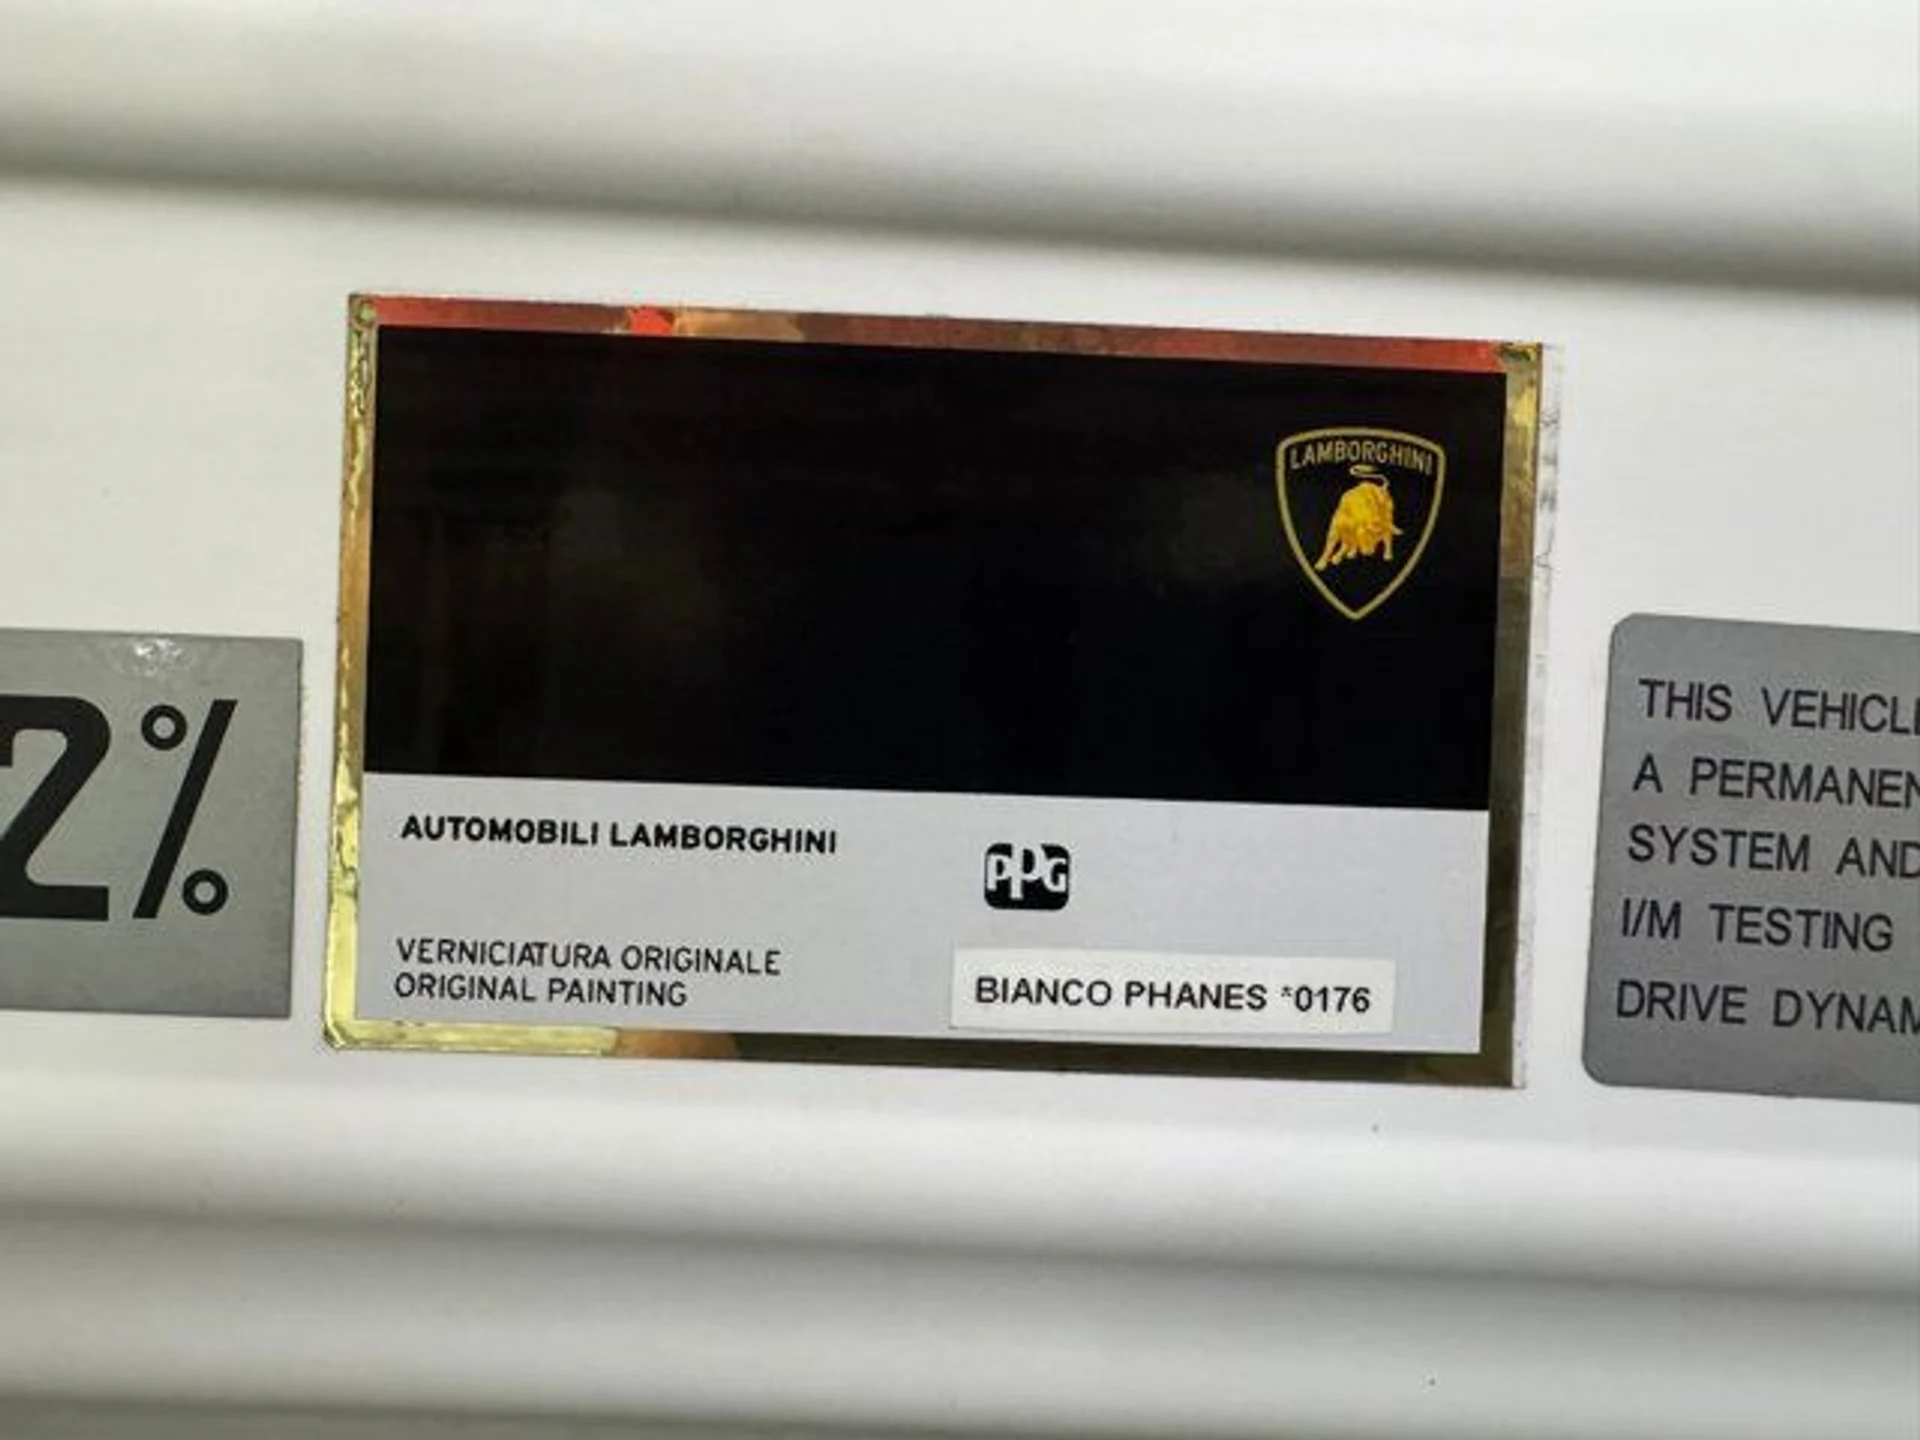 LAMBORGHINI
AUTOMOBILI LAMBORGHINI
PPG
VERNICIATURA ORIGINALE
ORIGINAL PAINTING
BIANCO PHANES *0176
2%
THIS VEHICLE
A PERMANEN
SYSTEM AND
I/M TESTING
DRIVE DYNAM